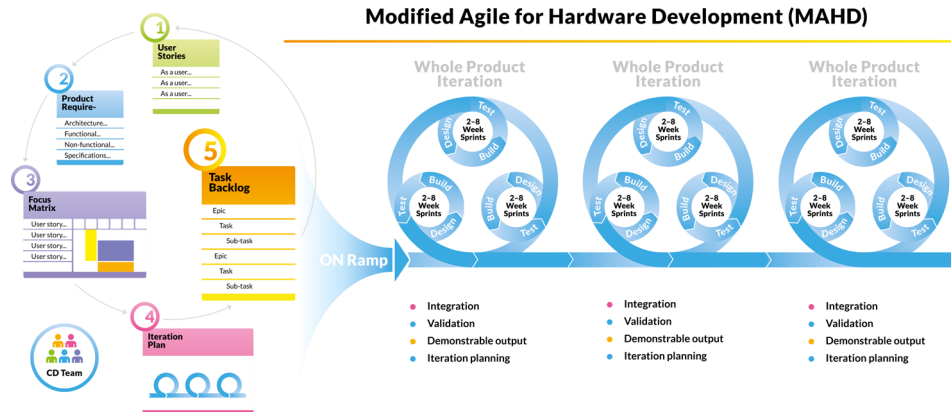 Modified Agile for Hardware Development (MAHD)
1
User
Stories
As a user...
As a user...
As a user...
2
Product
Require-
Architecture...
Functional...
Non-functional...
Specifications...
3
Focus
Matrix
User story...
User story...
User story...
User story...
4
Iteration
Plan
5
Task
Backlog
Epic
Task
Sub-task
Epic
Task
Sub-task
CD Team
ON Ramp
Whole Product
Iteration
Design
Test
Build
2-8
Week
Sprints
Test
Build
Design
2-8
Week
Sprints
Build
Design
Test
2-8
Week
Sprints
Integration
Validation
Demonstrable output
Iteration planning
Whole Product
Iteration
Design
Test
Build
2-8
Week
Sprints
Test
Build
Design
2-8
Week
Sprints
Build
Design
Test
2-8
Week
Sprints
Integration
Validation
Demonstrable output
Iteration planning
Whole Product
Iteration
Design
Test
Build
2-8
Week
Sprints
Test
Build
Design
2-8
Week
Sprints
Build
Design
Test
2-8
Week
Sprints
Integration
Validation
Demonstrable output
Iteration planning